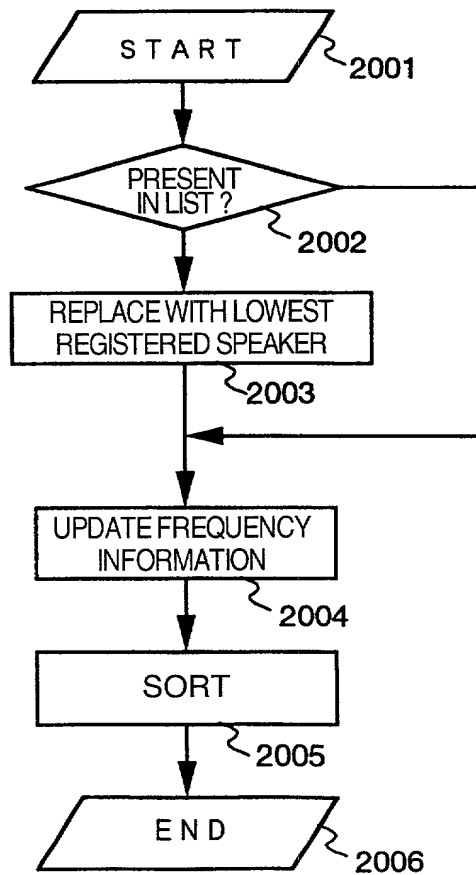 START
2001
PRESENT
IN LIST ?
2002
REPLACE WITH LOWEST
REGISTERED SPEAKER
2003
UPDATE FREQUENCY
INFORMATION
2004
SORT
2005
END
2006